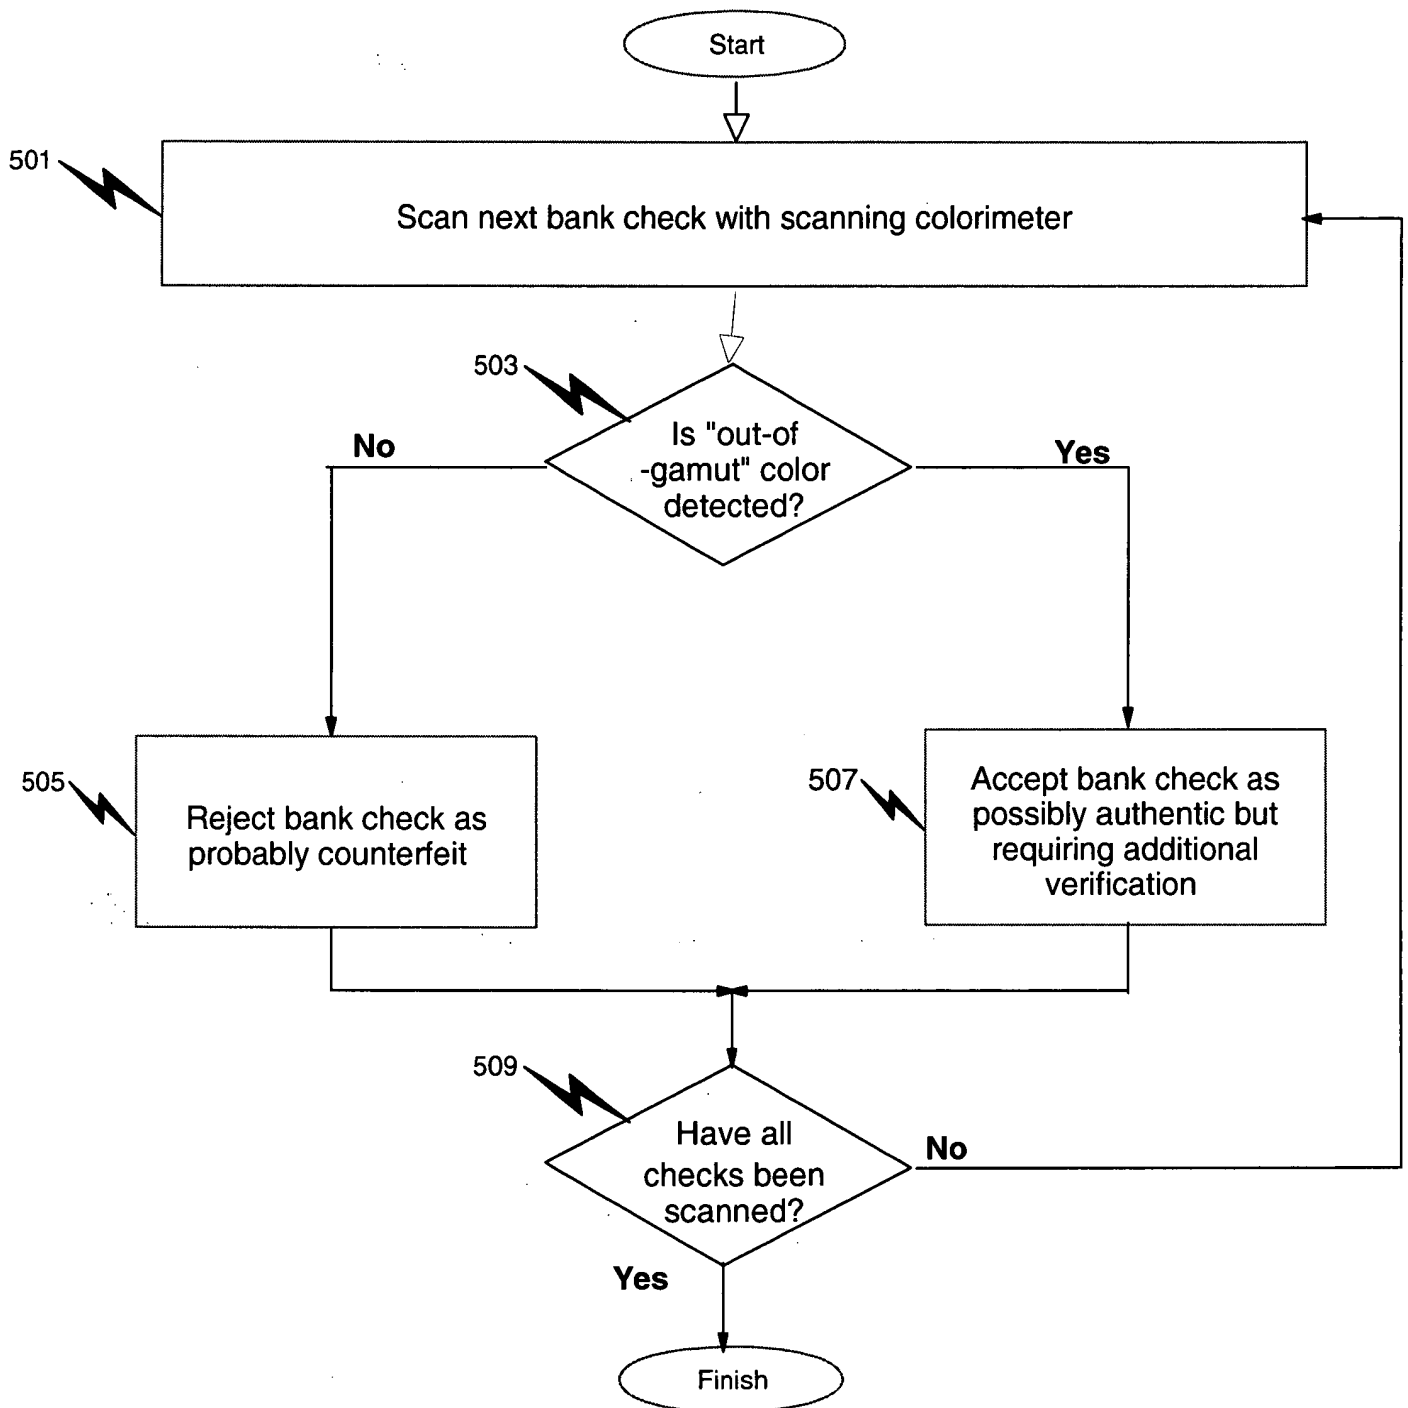 Start
501
Scan next bank check with scanning colorimeter
503
Is "out-of
-gamut" color
detected?
No
Yes
505
Reject bank check as
probably counterfeit
507
Accept bank check as
possibly authentic but
requiring additional
verification
509
Have all
checks been
scanned?
No
Yes
Finish